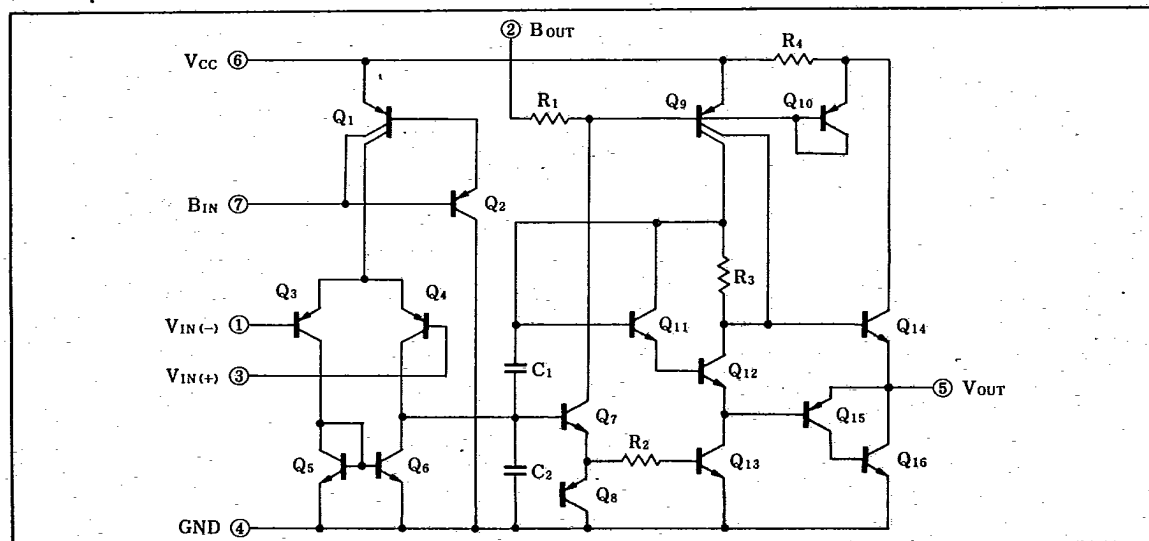 ② BOUT
VCC ⑥
R4
R1
Q9
Q10
Q1
BIN ⑦
Q2
R3
Q3
Q4
VIN(−) ①
Q11
Q14
VIN(+) ③
C1
Q12
⑤ VOUT
Q7
Q15
R2
Q5
Q6
C2
Q13
Q16
Q8
GND ④